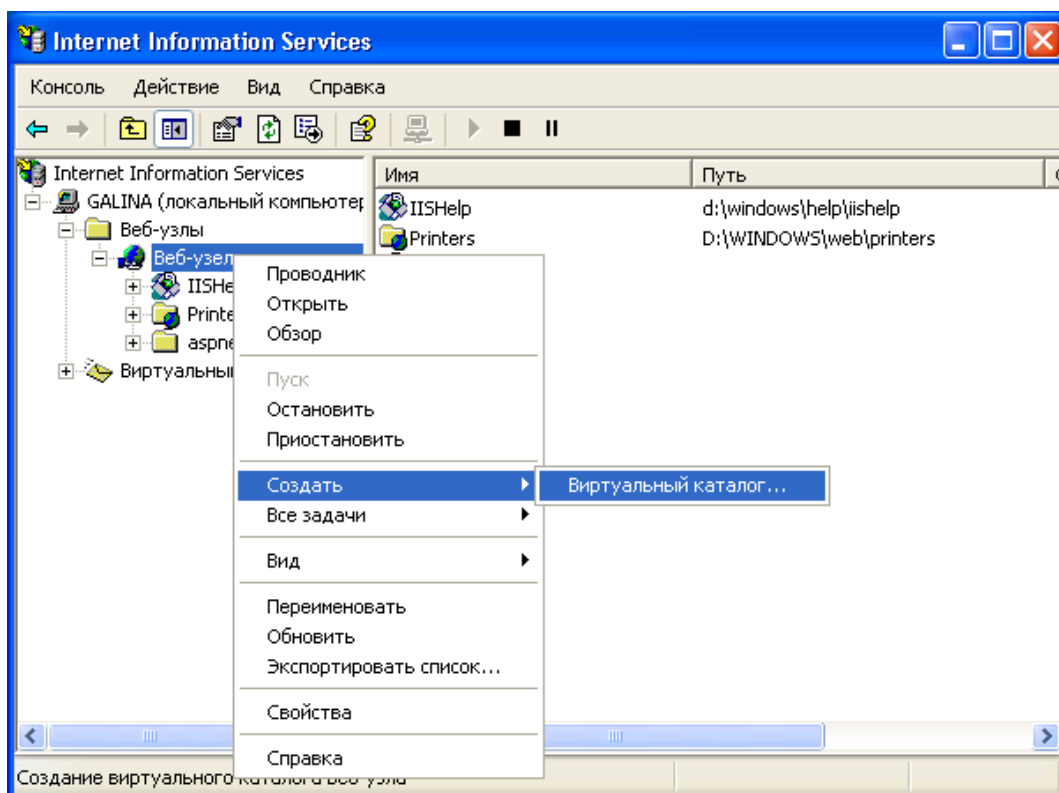 Internet Information Services
Консоль Действие Вид Справка
Internet Information Services
GALINA (локальный компьютер
Веб-узлы
Веб-узел
IISHe
Printe
aspne
Виртуальны
Имя Путь
IISHelp d:\windows\help\iishelp
Printers D:\WINDOWS\web\printers
Проводник
Открыть
Обзор
Пуск
Остановить
Приостановить
Создать
Виртуальный каталог...
Все задачи
Вид
Переименовать
Обновить
Экспортировать список...
Свойства
Справка
Создание виртуального каталога веб-узла